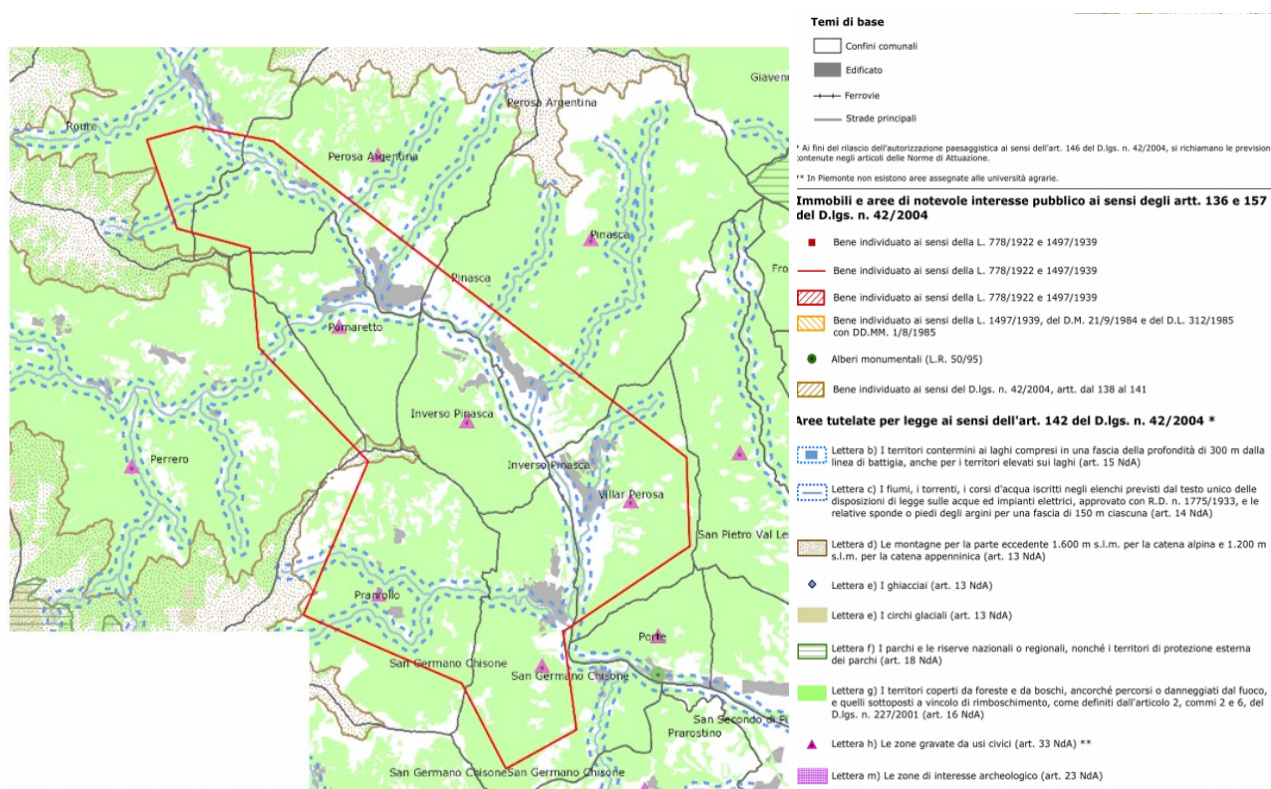 Giaven
Perosa Argentina
Roure
Perosa Argentina
Pinasca
Pinasca
Fro
Pomaretto
Inverso Pinasca
Perrero
Inverso Pinasca
Villar Perosa
San Pietro Val Le
Pramollo
Porte
San Germano Chisone
San Germano Chisone
San Secondo di Pi
Prarostino
San Germano Chisone
San Germano Chisone
Temi di base
Confini comunali
Edificato
Ferrovie
Strade principali
* Ai fini del rilascio dell'autorizzazione paesaggistica ai sensi dell'art. 146 del D.lgs. n. 42/2004, si richiamano le prevision
contenute negli articoli delle Norme di Attuazione.
** In Piemonte non esistono aree assegnate alle università agrarie.
Immobili e aree di notevole interesse pubblico ai sensi degli artt. 136 e 157
del D.lgs. n. 42/2004
Bene individuato ai sensi della L. 778/1922 e 1497/1939
Bene individuato ai sensi della L. 778/1922 e 1497/1939
Bene individuato ai sensi della L. 778/1922 e 1497/1939
Bene individuato ai sensi della L. 1497/1939, del D.M. 21/9/1984 e del D.L. 312/1985
con DD.MM. 1/8/1985
Alberi monumentali (L.R. 50/95)
Bene individuato ai sensi del D.lgs. n. 42/2004, artt. dal 138 al 141
Aree tutelate per legge ai sensi dell'art. 142 del D.lgs. n. 42/2004 *
Lettera b) I territori contermini ai laghi compresi in una fascia della profondità di 300 m dalla
linea di battigia, anche per i territori elevati sui laghi (art. 15 NdA)
Lettera c) I fiumi, i torrenti, i corsi d'acqua iscritti negli elenchi previsti dal testo unico delle
disposizioni di legge sulle acque ed impianti elettrici, approvato con R.D. n. 1775/1933, e le
relative sponde o piedi degli argini per una fascia di 150 m ciascuna (art. 14 NdA)
Lettera d) Le montagne per la parte eccedente 1.600 m s.l.m. per la catena alpina e 1.200 m
s.l.m. per la catena appenninica (art. 13 NdA)
Lettera e) I ghiacciai (art. 13 NdA)
Lettera e) I circhi glaciali (art. 13 NdA)
Lettera f) I parchi e le riserve nazionali o regionali, nonché i territori di protezione esterna
dei parchi (art. 18 NdA)
Lettera g) I territori coperti da foreste e da boschi, ancorché percorsi o danneggiati dal fuoco,
e quelli sottoposti a vincolo di rimboschimento, come definiti dall'articolo 2, commi 2 e 6, del
D.lgs. n. 227/2001 (art. 16 NdA)
Lettera h) Le zone gravate da usi civici (art. 33 NdA) **
Lettera m) Le zone di interesse archeologico (art. 23 NdA)